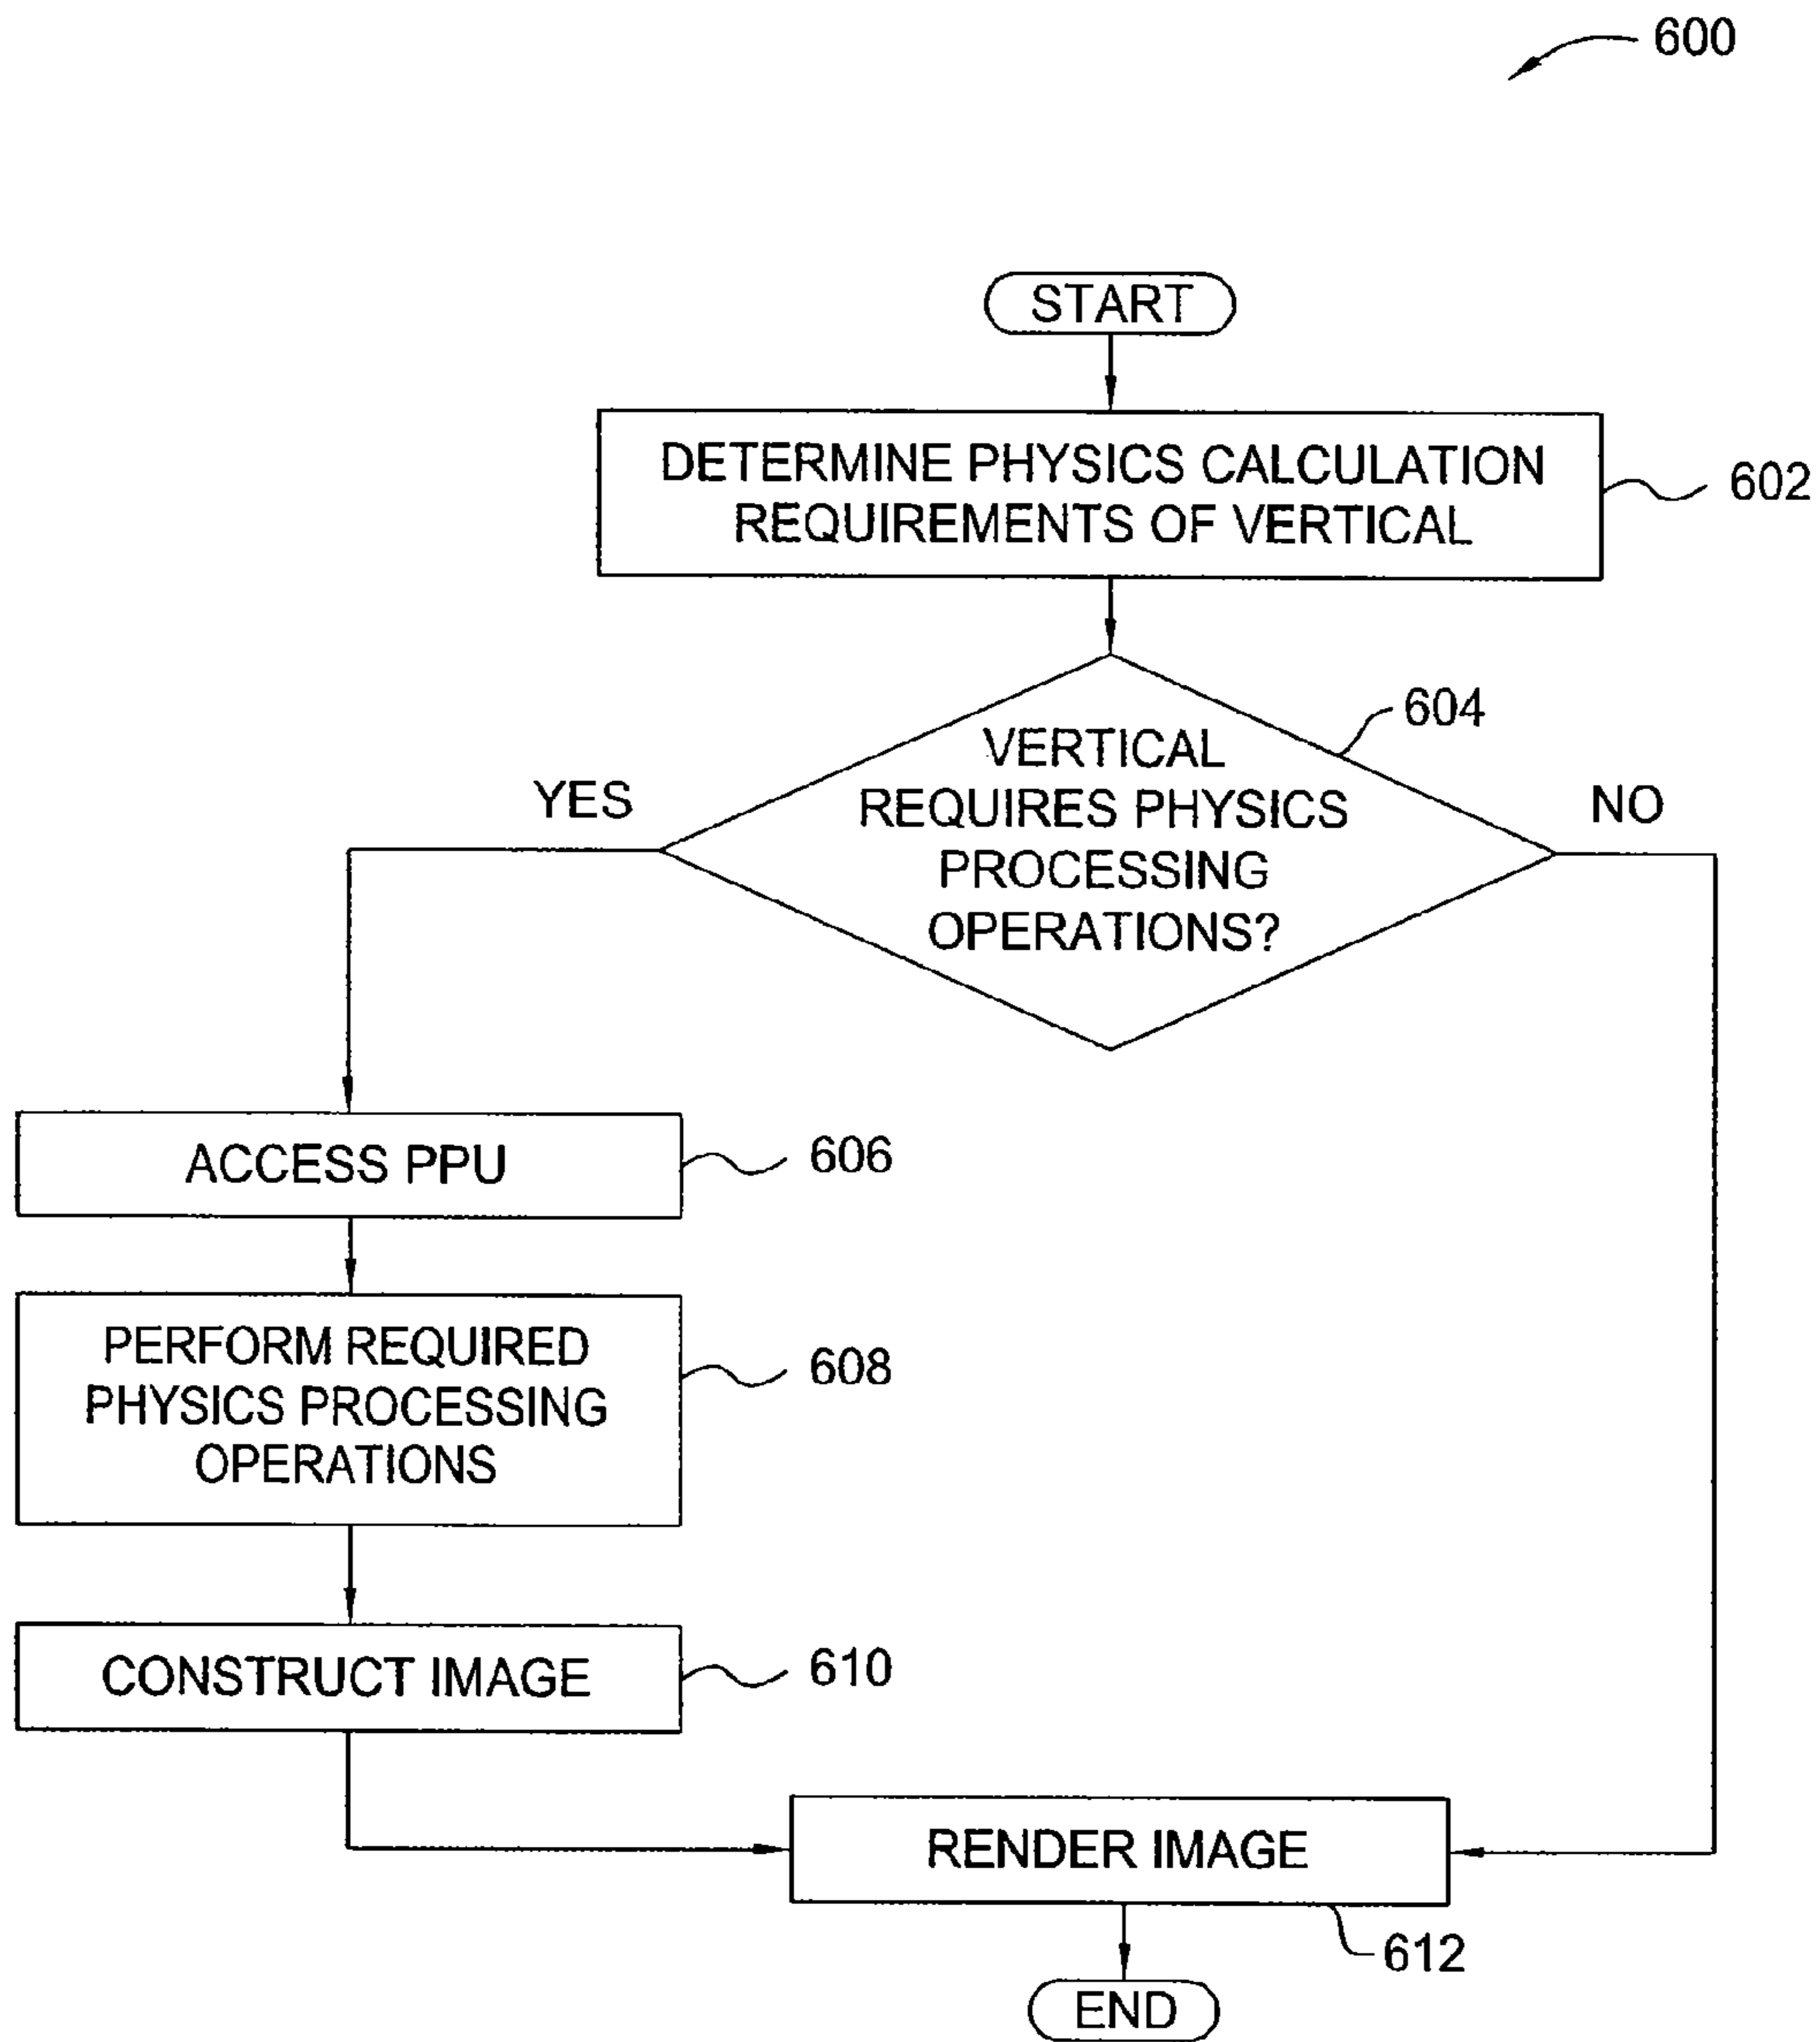 600
START
DETERMINE PHYSICS CALCULATION
REQUIREMENTS OF VERTICAL
602
604
VERTICAL
REQUIRES PHYSICS
PROCESSING
OPERATIONS?
YES
NO
ACCESS PPU
606
PERFORM REQUIRED
PHYSICS PROCESSING
OPERATIONS
608
CONSTRUCT IMAGE
610
RENDER IMAGE
612
END